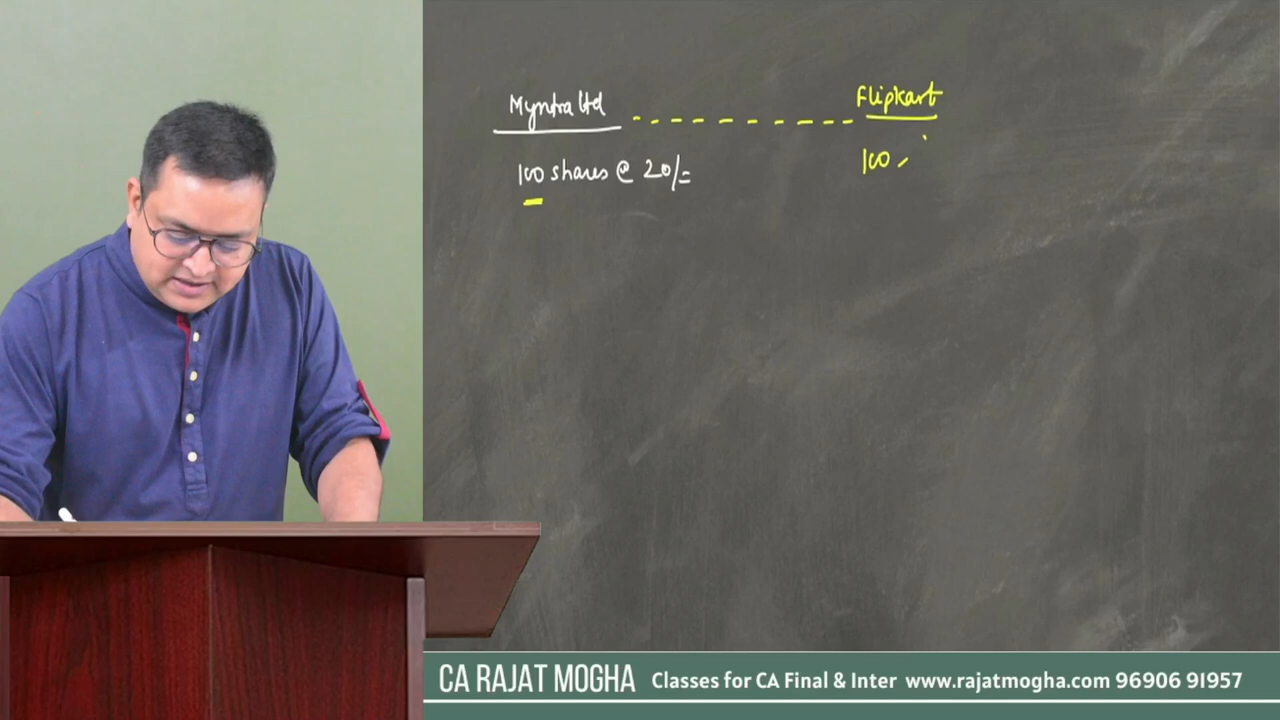 Myntra Ltd
Flipkart
100 shares @ 20/=
100
CA RAJAT MOGHA Classes for CA Final & Inter www.rajatmogha.com 96906 91957